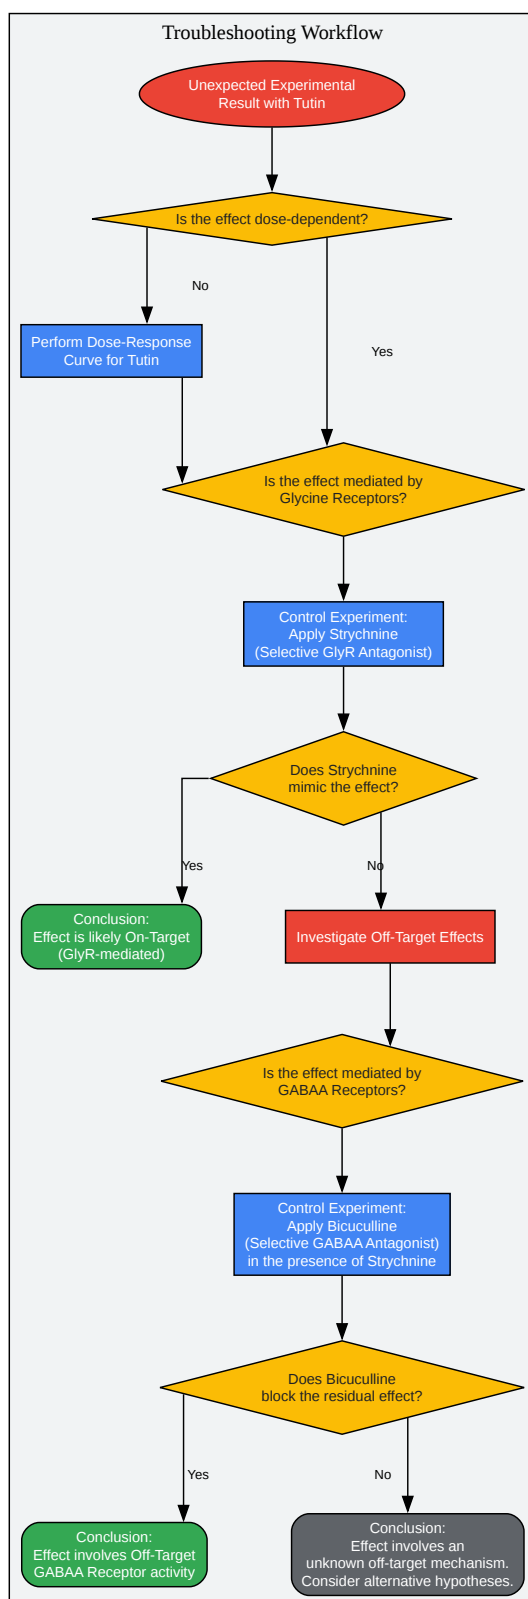 Troubleshooting Workflow
Unexpected Experimental
Result with Tutin
Is the effect dose-dependent?
No
Perform Dose-Response
Curve for Tutin
Yes
Is the effect mediated by
Glycine Receptors?
Control Experiment:
Apply Strychnine
(Selective GlyR Antagonist)
Does Strychnine
mimic the effect?
Yes
No
Conclusion:
Effect is likely On-Target
(GlyR-mediated)
Investigate Off-Target Effects
Is the effect mediated by
GABAA Receptors?
Control Experiment:
Apply Bicuculline
(Selective GABAA Antagonist)
in the presence of Strychnine
Does Bicuculline
block the residual effect?
Yes
No
Conclusion:
Effect involves Off-Target
GABAA Receptor activity
Conclusion:
Effect involves an
unknown off-target mechanism.
Consider alternative hypotheses.